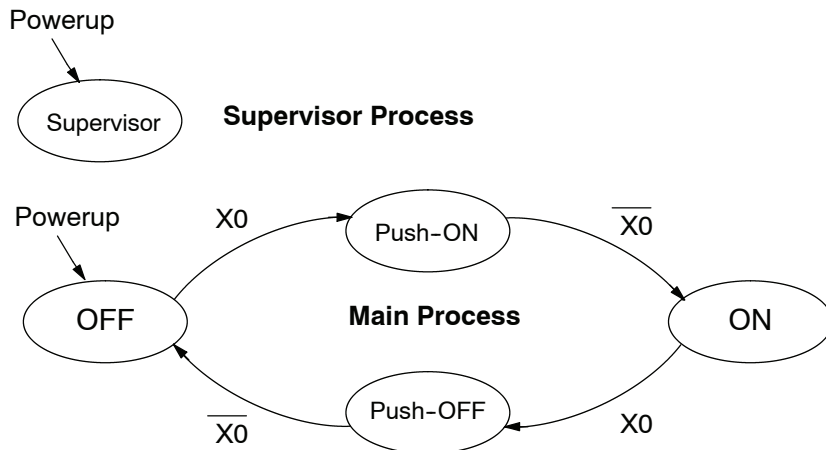 Powerup
Supervisor
Supervisor Process
Powerup
X0
Push-ON
X0
OFF
Main Process
ON
Push-OFF
X0
X0